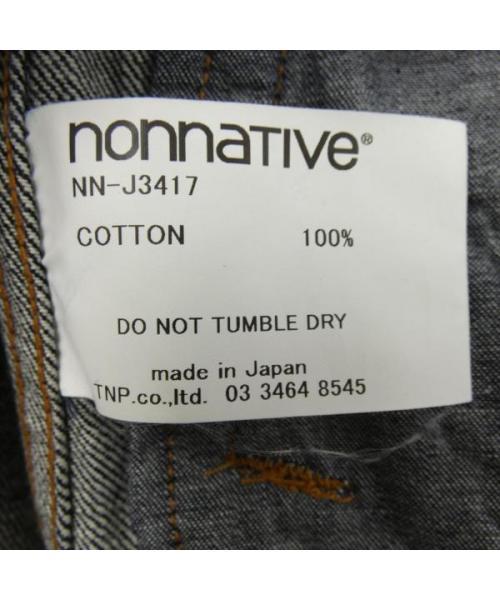 nonnaTIVe®
NN-J3417
COTTON 100%
DO NOT TUMBLE DRY
made in Japan
TNP.co.,ltd. 03 3464 8545